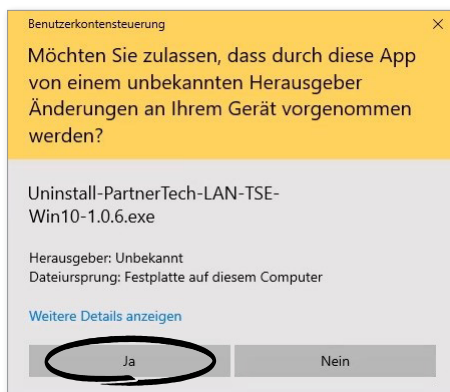 Benutzerkontensteuerung
Möchten Sie zulassen, dass durch diese App
von einem unbekannten Herausgeber
Änderungen an Ihrem Gerät vorgenommen
werden?
Uninstall-PartnerTech-LAN-TSE-
Win10-1.0.6.exe
Herausgeber: Unbekannt
Dateiursprung: Festplatte auf diesem Computer
Weitere Details anzeigen
Ja Nein